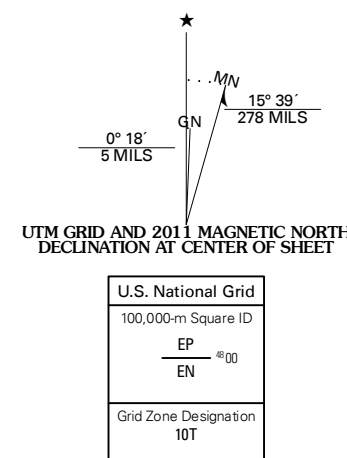 ★
MN
GN
15° 39´
278 MILS
0° 18´
5 MILS
UTM GRID AND 2011 MAGNETIC NORTH
DECLINATION AT CENTER OF SHEET
U.S. National Grid
100,000-m Square ID
EP
4800
EN
Grid Zone Designation
10T